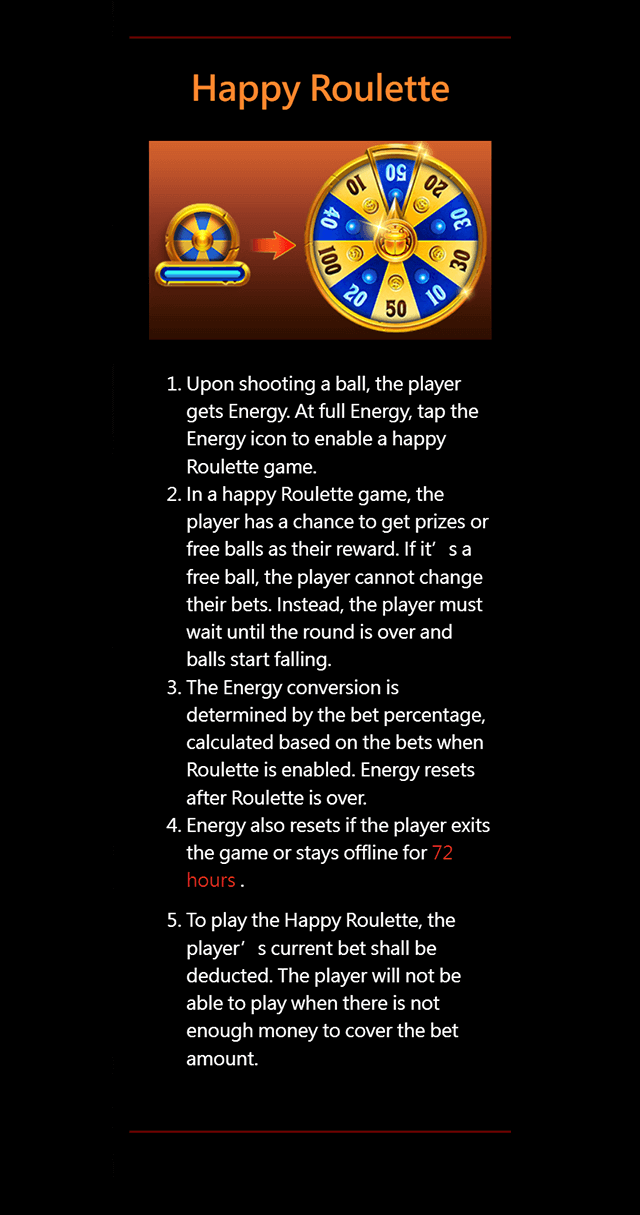 Happy Roulette
50
20
30
30
10
50
20
100
40
10
1. Upon shooting a ball, the player
gets Energy. At full Energy, tap the
Energy icon to enable a happy
Roulette game.
2. In a happy Roulette game, the
player has a chance to get prizes or
free balls as their reward. If it’ s a
free ball, the player cannot change
their bets. Instead, the player must
wait until the round is over and
balls start falling.
3. The Energy conversion is
determined by the bet percentage,
calculated based on the bets when
Roulette is enabled. Energy resets
after Roulette is over.
4. Energy also resets if the player exits
the game or stays offline for 72
hours .
5. To play the Happy Roulette, the
player’ s current bet shall be
deducted. The player will not be
able to play when there is not
enough money to cover the bet
amount.